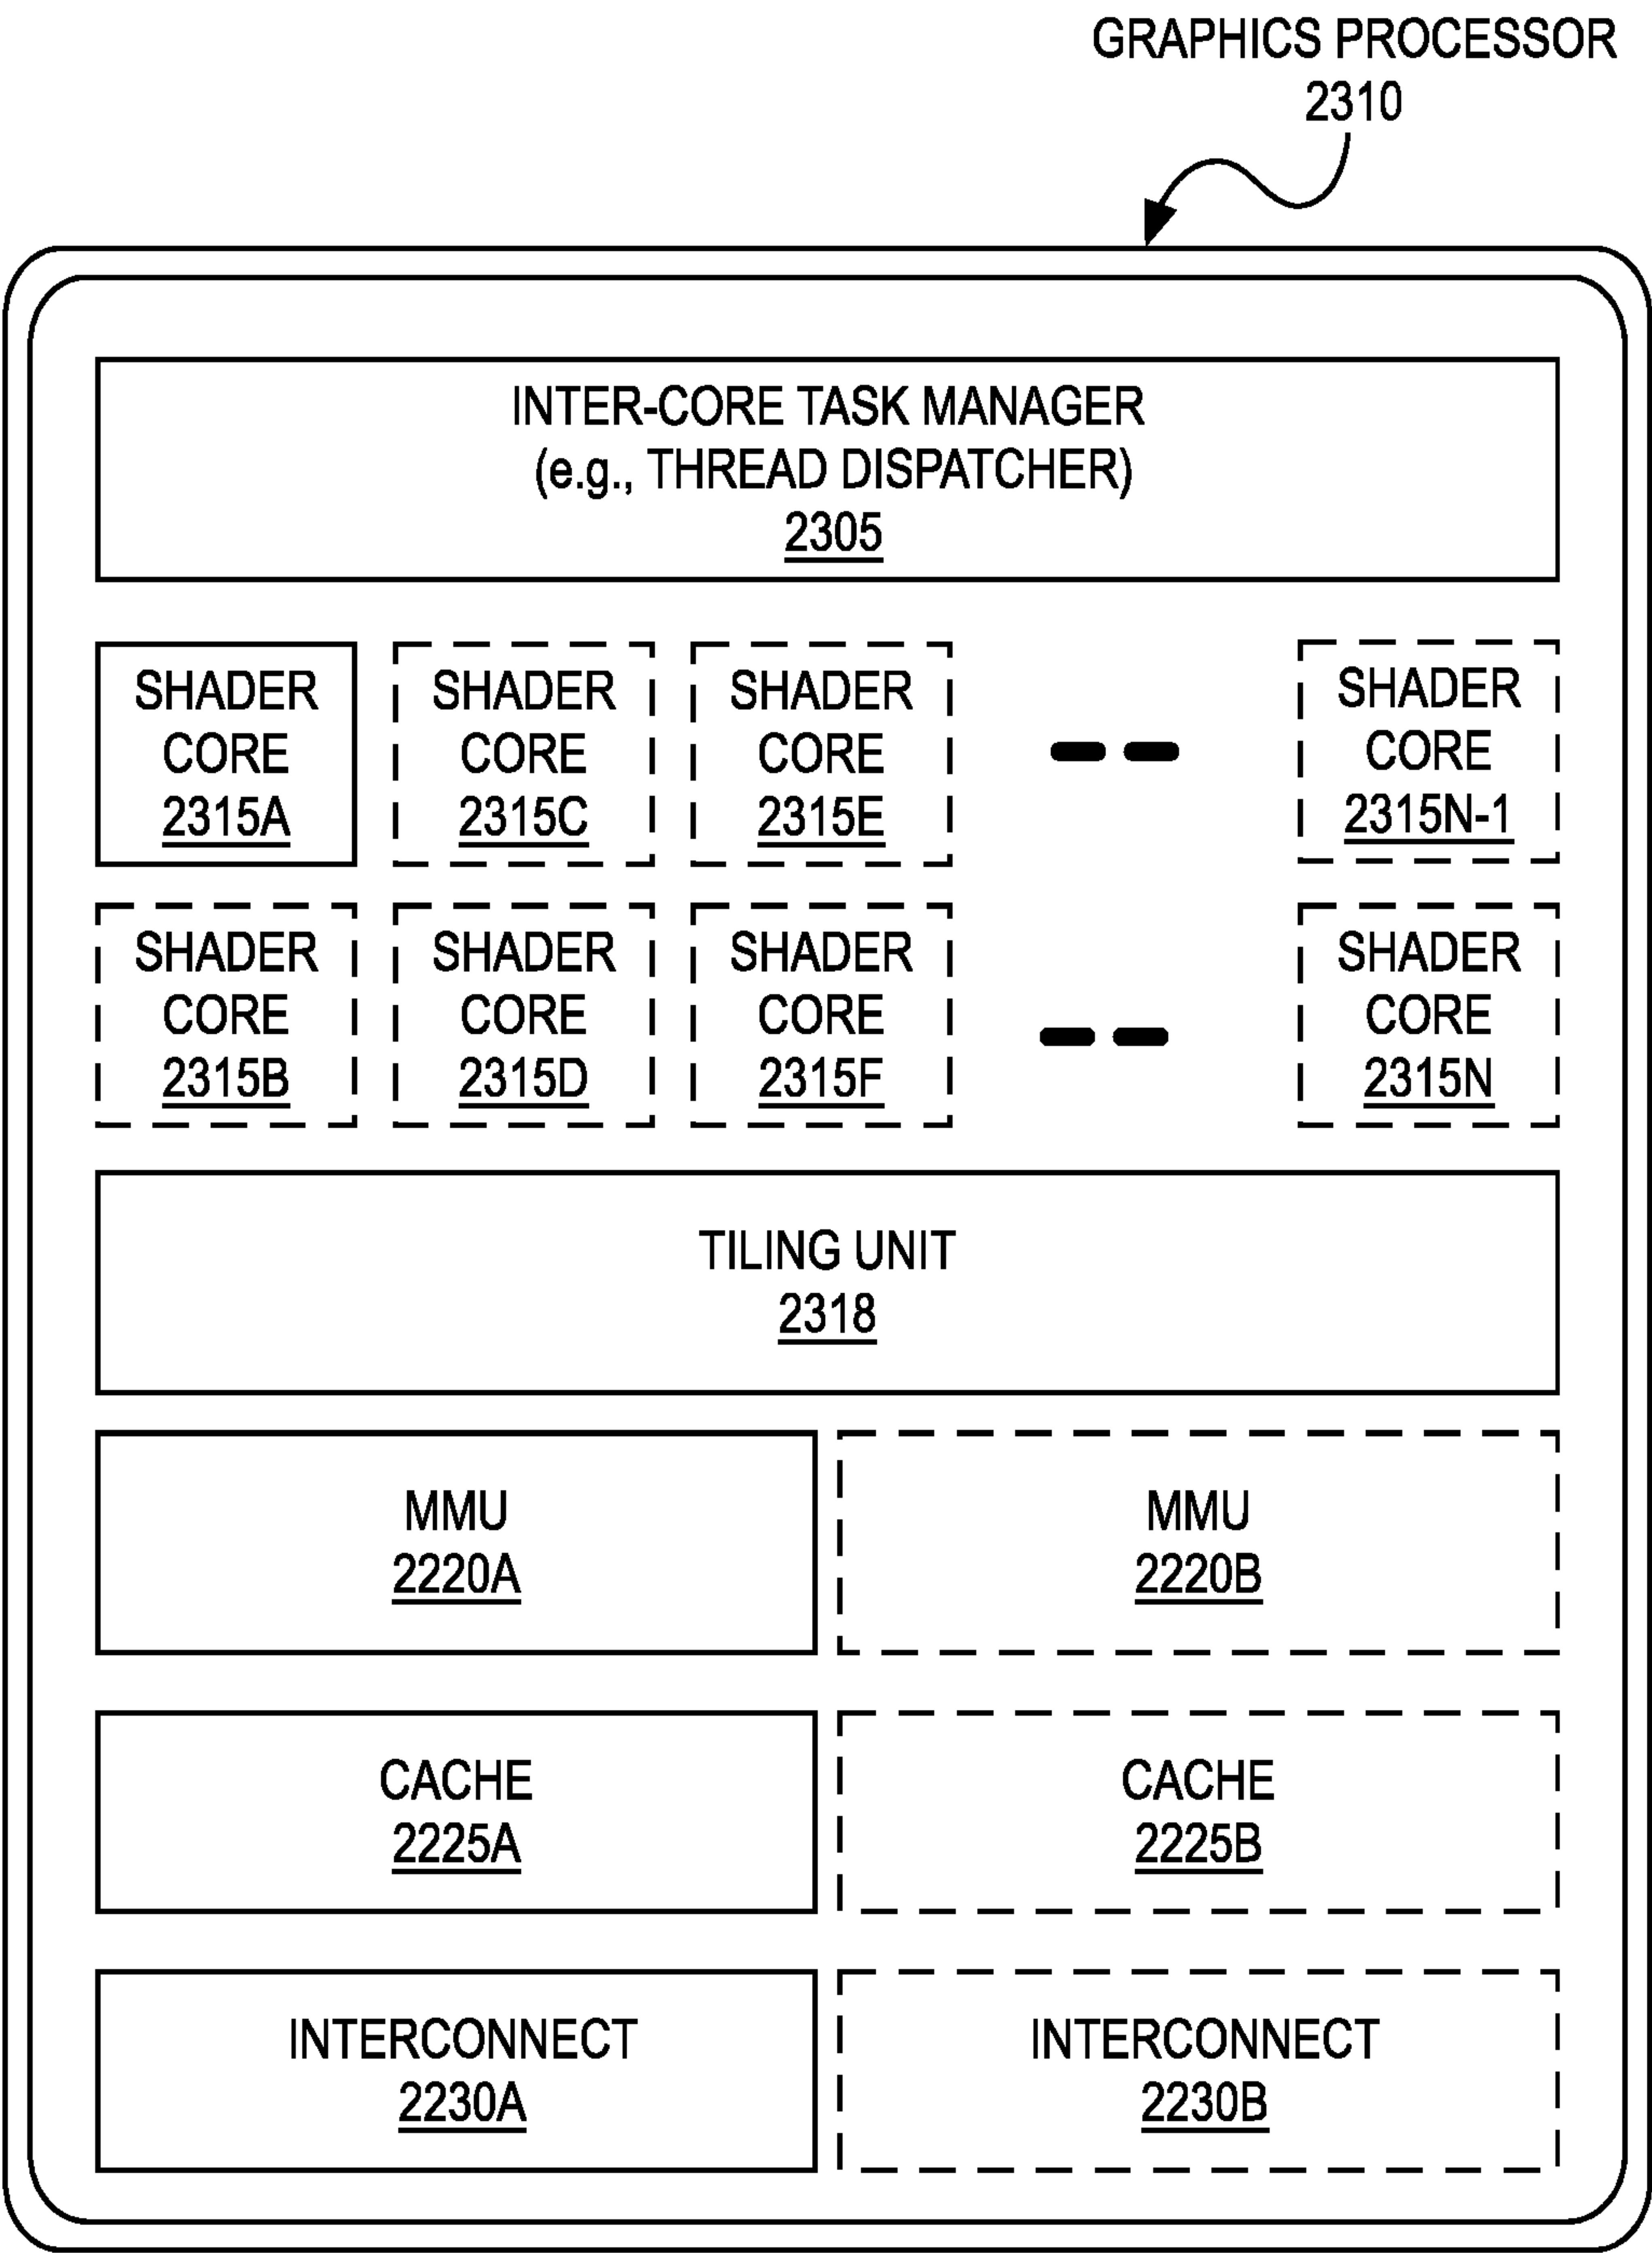 GRAPHICS PROCESSOR
2310
INTER-CORE TASK MANAGER
(e.g., THREAD DISPATCHER)
2305
SHADER
CORE
2315A
SHADER
CORE
2315C
SHADER
CORE
2315E
SHADER
CORE
2315N-1
SHADER
CORE
2315B
SHADER
CORE
2315D
SHADER
CORE
2315F
SHADER
CORE
2315N
TILING UNIT
2318
MMU
2220A
MMU
2220B
CACHE
2225A
CACHE
2225B
INTERCONNECT
2230A
INTERCONNECT
2230B